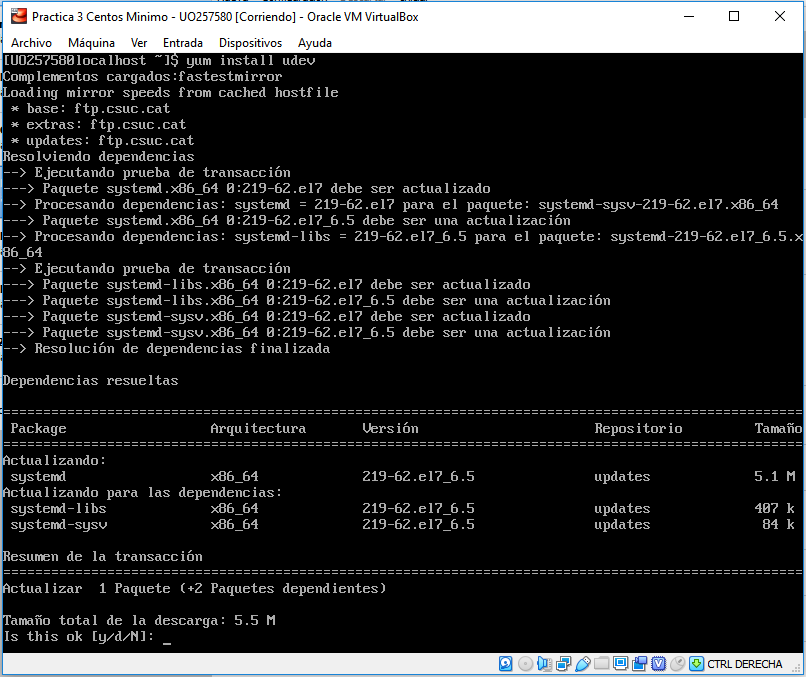 Practica 3 Centos Minimo - UO257580 [Corriendo] - Oracle VM VirtualBox
Archivo Máquina Ver Entrada Dispositivos Ayuda
[UO257580@localhost ~]$ yum install udev
Complementos cargados:fastestmirror
Loading mirror speeds from cached hostfile
 * base: ftp.csuc.cat
 * extras: ftp.csuc.cat
 * updates: ftp.csuc.cat
Resolviendo dependencias
--> Ejecutando prueba de transacción
---> Paquete systemd.x86_64 0:219-62.el7 debe ser actualizado
--> Procesando dependencias: systemd = 219-62.el7 para el paquete: systemd-sysv-219-62.el7.x86_64
---> Paquete systemd.x86_64 0:219-62.el7_6.5 debe ser una actualización
--> Procesando dependencias: systemd-libs = 219-62.el7_6.5 para el paquete: systemd-219-62.el7_6.5.x
86_64
--> Ejecutando prueba de transacción
---> Paquete systemd-libs.x86_64 0:219-62.el7 debe ser actualizado
---> Paquete systemd-libs.x86_64 0:219-62.el7_6.5 debe ser una actualización
---> Paquete systemd-sysv.x86_64 0:219-62.el7 debe ser actualizado
---> Paquete systemd-sysv.x86_64 0:219-62.el7_6.5 debe ser una actualización
--> Resolución de dependencias finalizada
Dependencias resueltas
====================================================================================================
 Package Arquitectura Versión Repositorio Tamaño
====================================================================================================
Actualizando:
 systemd x86_64 219-62.el7_6.5 updates 5.1 M
Actualizando para las dependencias:
 systemd-libs x86_64 219-62.el7_6.5 updates 407 k
 systemd-sysv x86_64 219-62.el7_6.5 updates 84 k
Resumen de la transacción
====================================================================================================
Actualizar  1 Paquete (+2 Paquetes dependientes)
Tamaño total de la descarga: 5.5 M
Is this ok [y/d/N]: _
CTRL DERECHA